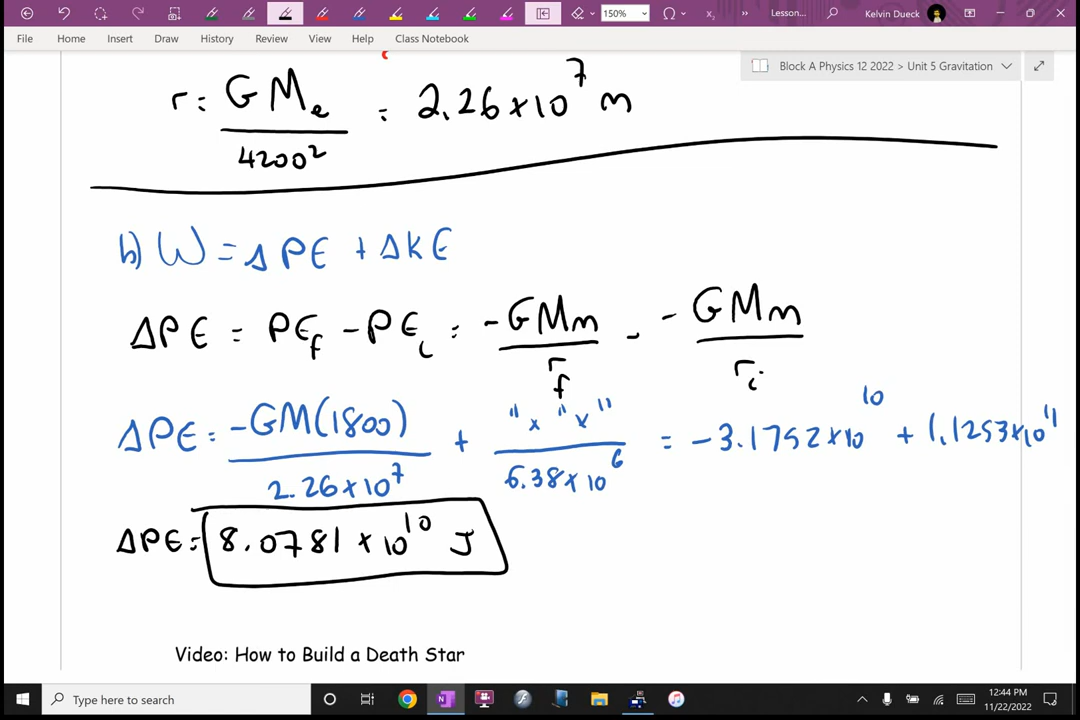 Lesson... Kelvin Dueck
150%
File Home Insert Draw History Review View Help Class Notebook
Block A Physics 12 2022 > Unit 5 Gravitation
r = GMe / 4200² = 2.26 x 10⁷ m
b) W = ΔPE + ΔKE
ΔPE = PEf - PEi = -GMm / rf - -GMm / ri
ΔPE = -GM(1800) / 2.26 x 10⁷ + " x " x " / 6.38 x 10⁶ = -3.1752 x 10¹⁰ + 1.1253 x 10¹¹
ΔPE = 8.0781 x 10¹⁰ J
Video: How to Build a Death Star
Type here to search
12:44 PM
11/22/2022